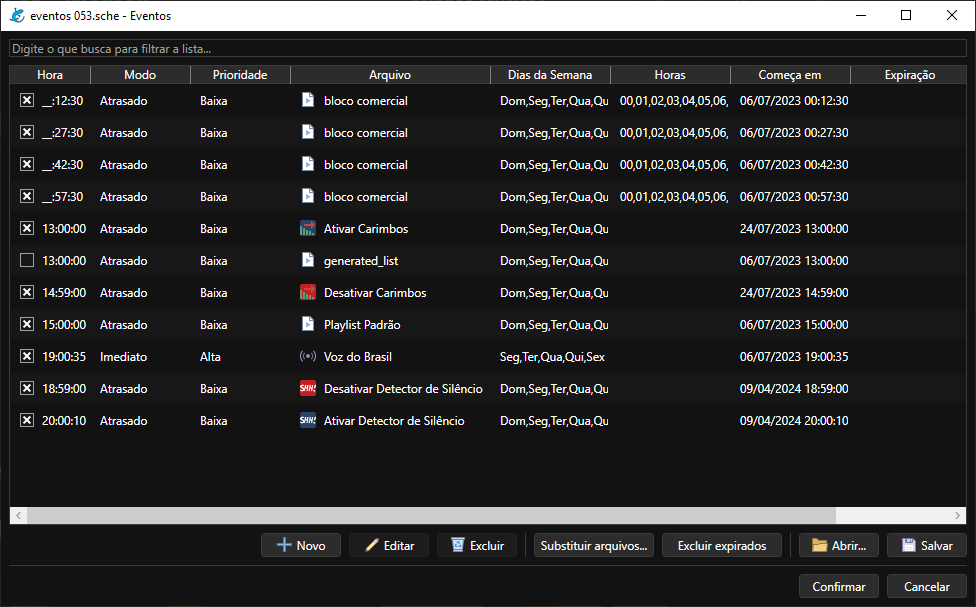 eventos 053.sche - Eventos
Digite o que busca para filtrar a lista...
Hora Modo Prioridade Arquivo Dias da Semana Horas Começa em Expiração
__:12:30 Atrasado Baixa bloco comercial Dom,Seg,Ter,Qua,Qu 00,01,02,03,04,05,06, 06/07/2023 00:12:30
__:27:30 Atrasado Baixa bloco comercial Dom,Seg,Ter,Qua,Qu 00,01,02,03,04,05,06, 06/07/2023 00:27:30
__:42:30 Atrasado Baixa bloco comercial Dom,Seg,Ter,Qua,Qu 00,01,02,03,04,05,06, 06/07/2023 00:42:30
__:57:30 Atrasado Baixa bloco comercial Dom,Seg,Ter,Qua,Qu 00,01,02,03,04,05,06, 06/07/2023 00:57:30
13:00:00 Atrasado Baixa Ativar Carimbos Dom,Seg,Ter,Qua,Qu 24/07/2023 13:00:00
13:00:00 Atrasado Baixa generated_list Dom,Seg,Ter,Qua,Qu 06/07/2023 13:00:00
14:59:00 Atrasado Baixa Desativar Carimbos Dom,Seg,Ter,Qua,Qu 24/07/2023 14:59:00
15:00:00 Atrasado Baixa Playlist Padrão Dom,Seg,Ter,Qua,Qu 06/07/2023 15:00:00
19:00:35 Imediato Alta Voz do Brasil Seg,Ter,Qua,Qui,Sex 06/07/2023 19:00:35
18:59:00 Atrasado Baixa SHH! Desativar Detector de Silêncio Dom,Seg,Ter,Qua,Qu 09/04/2024 18:59:00
20:00:10 Atrasado Baixa SHH! Ativar Detector de Silêncio Dom,Seg,Ter,Qua,Qu 09/04/2024 20:00:10
Novo Editar Excluir Substituir arquivos... Excluir expirados Abrir... Salvar
Confirmar Cancelar